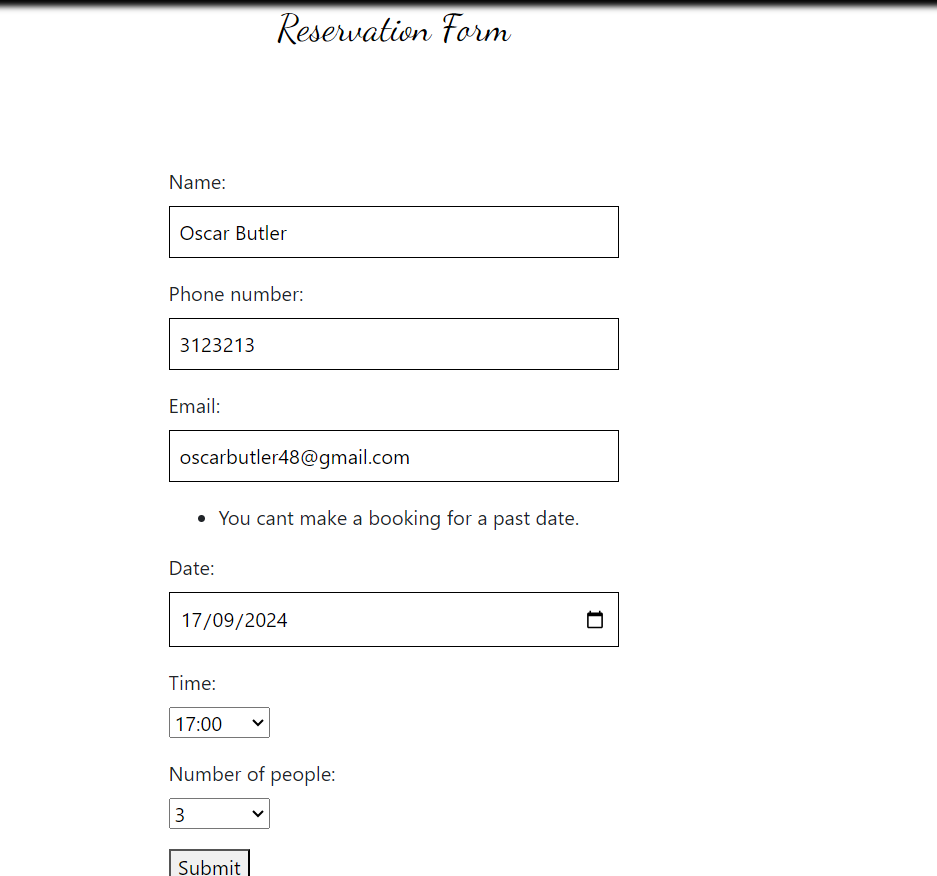 Reservation Form
Name:
Oscar Butler
Phone number:
3123213
Email:
oscarbutler48@gmail.com
• You cant make a booking for a past date.
Date:
17/09/2024
Time:
17:00
Number of people:
3
Submit